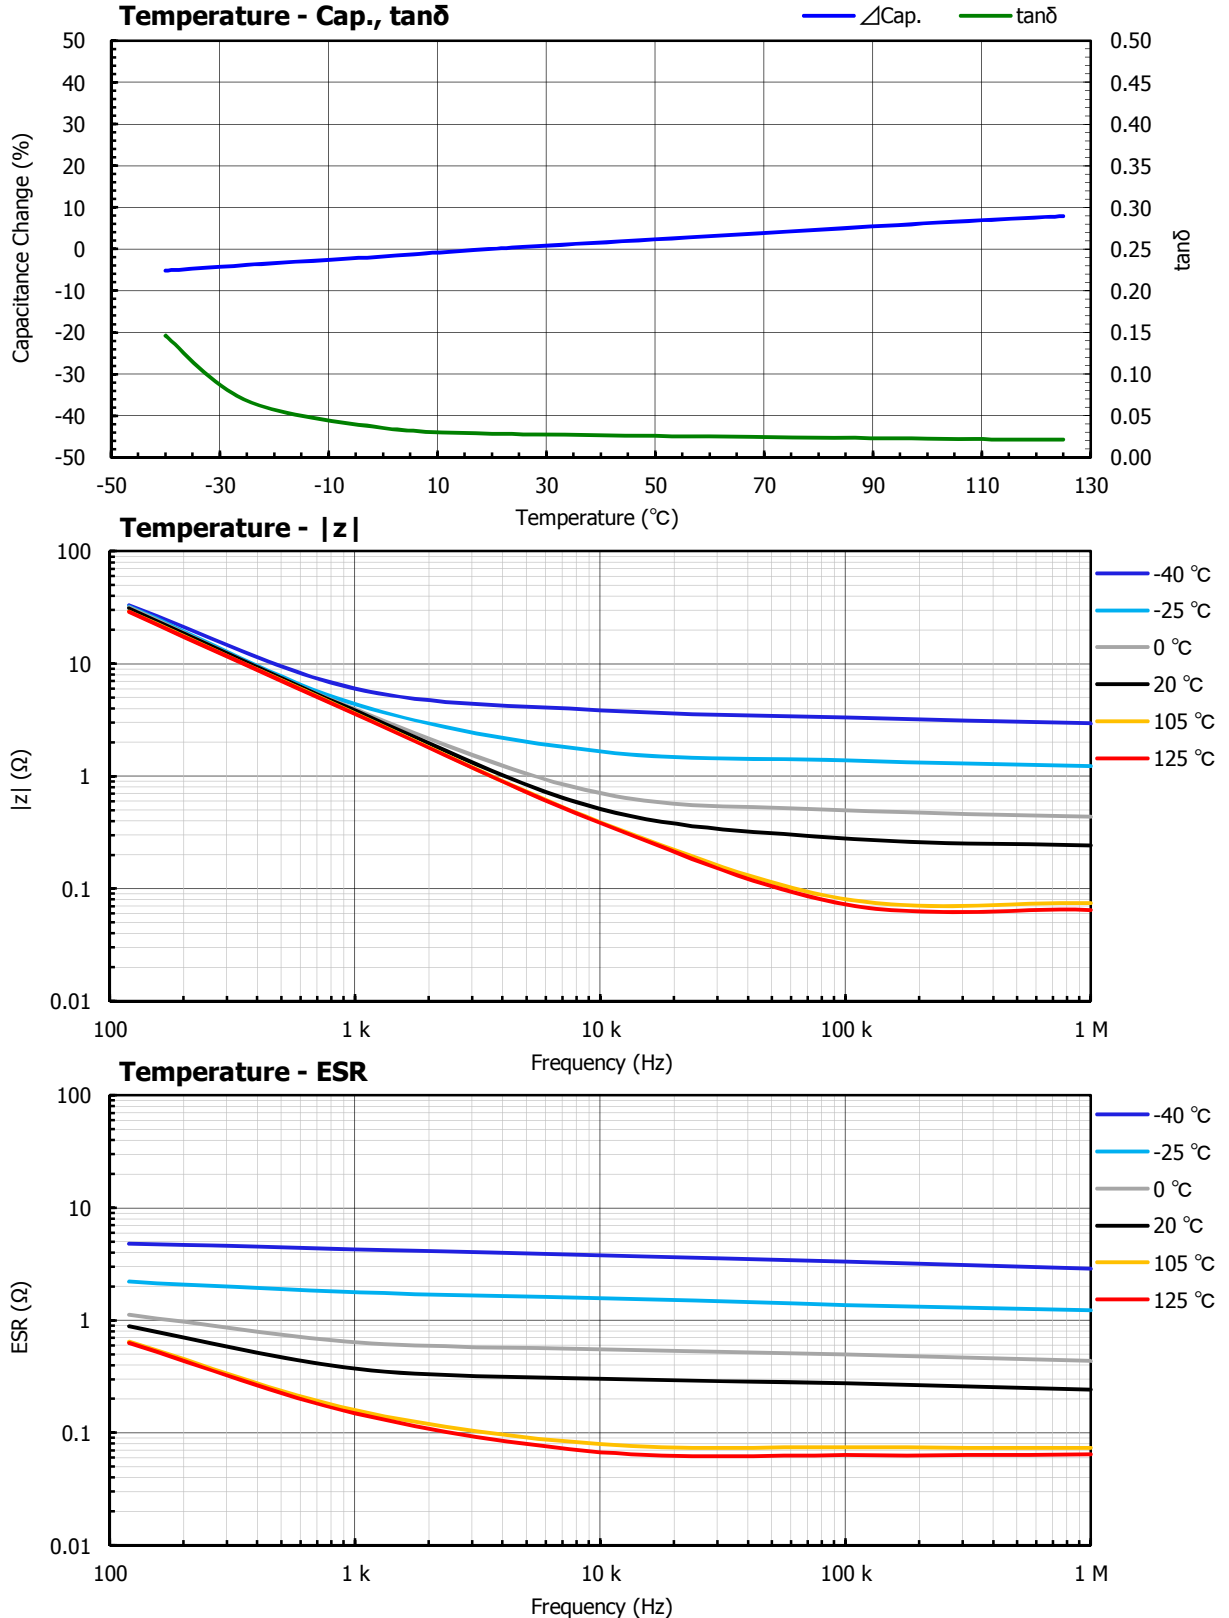 Temperature - Cap., tanδ
⊿Cap. tanδ
50 0.50
40 0.45
30 0.40
20 0.35
10 0.30
0 0.25
-10 0.20
-20 0.15
-30 0.10
-40 0.05
-50 0.00
Capacitance Change (%)
tanδ
-50 -30 -10 10 30 50 70 90 110 130
Temperature (℃)
Temperature - |z|
100
10
1
0.1
0.01
|z| (Ω)
-40 ℃
-25 ℃
0 ℃
20 ℃
105 ℃
125 ℃
100 1 k 10 k 100 k 1 M
Frequency (Hz)
Temperature - ESR
100
10
1
0.1
0.01
ESR (Ω)
-40 ℃
-25 ℃
0 ℃
20 ℃
105 ℃
125 ℃
100 1 k 10 k 100 k 1 M
Frequency (Hz)